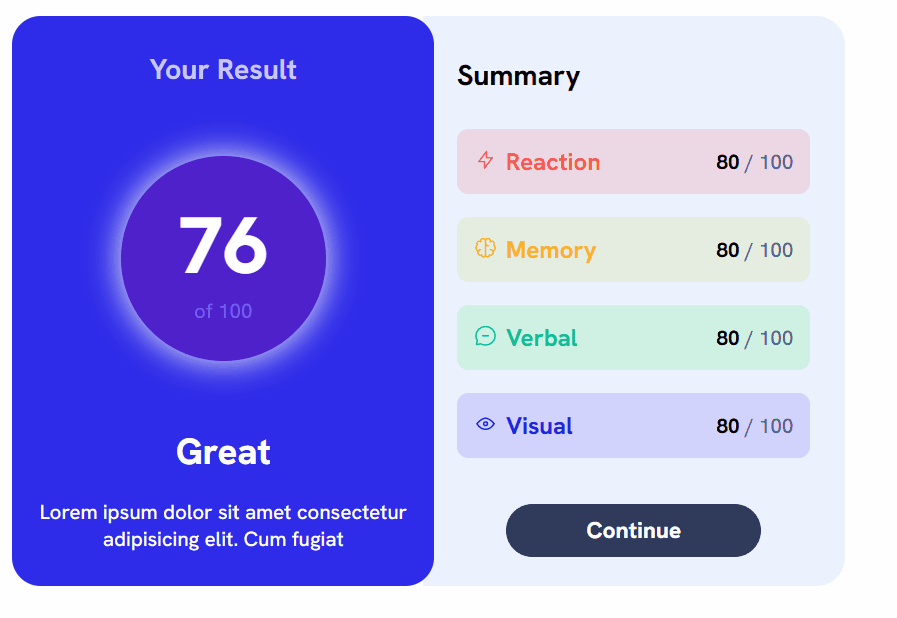 Your Result
76
of 100
Great
Lorem ipsum dolor sit amet consectetur
adipisicing elit. Cum fugiat
Summary
Reaction 80 / 100
Memory 80 / 100
Verbal 80 / 100
Visual 80 / 100
Continue